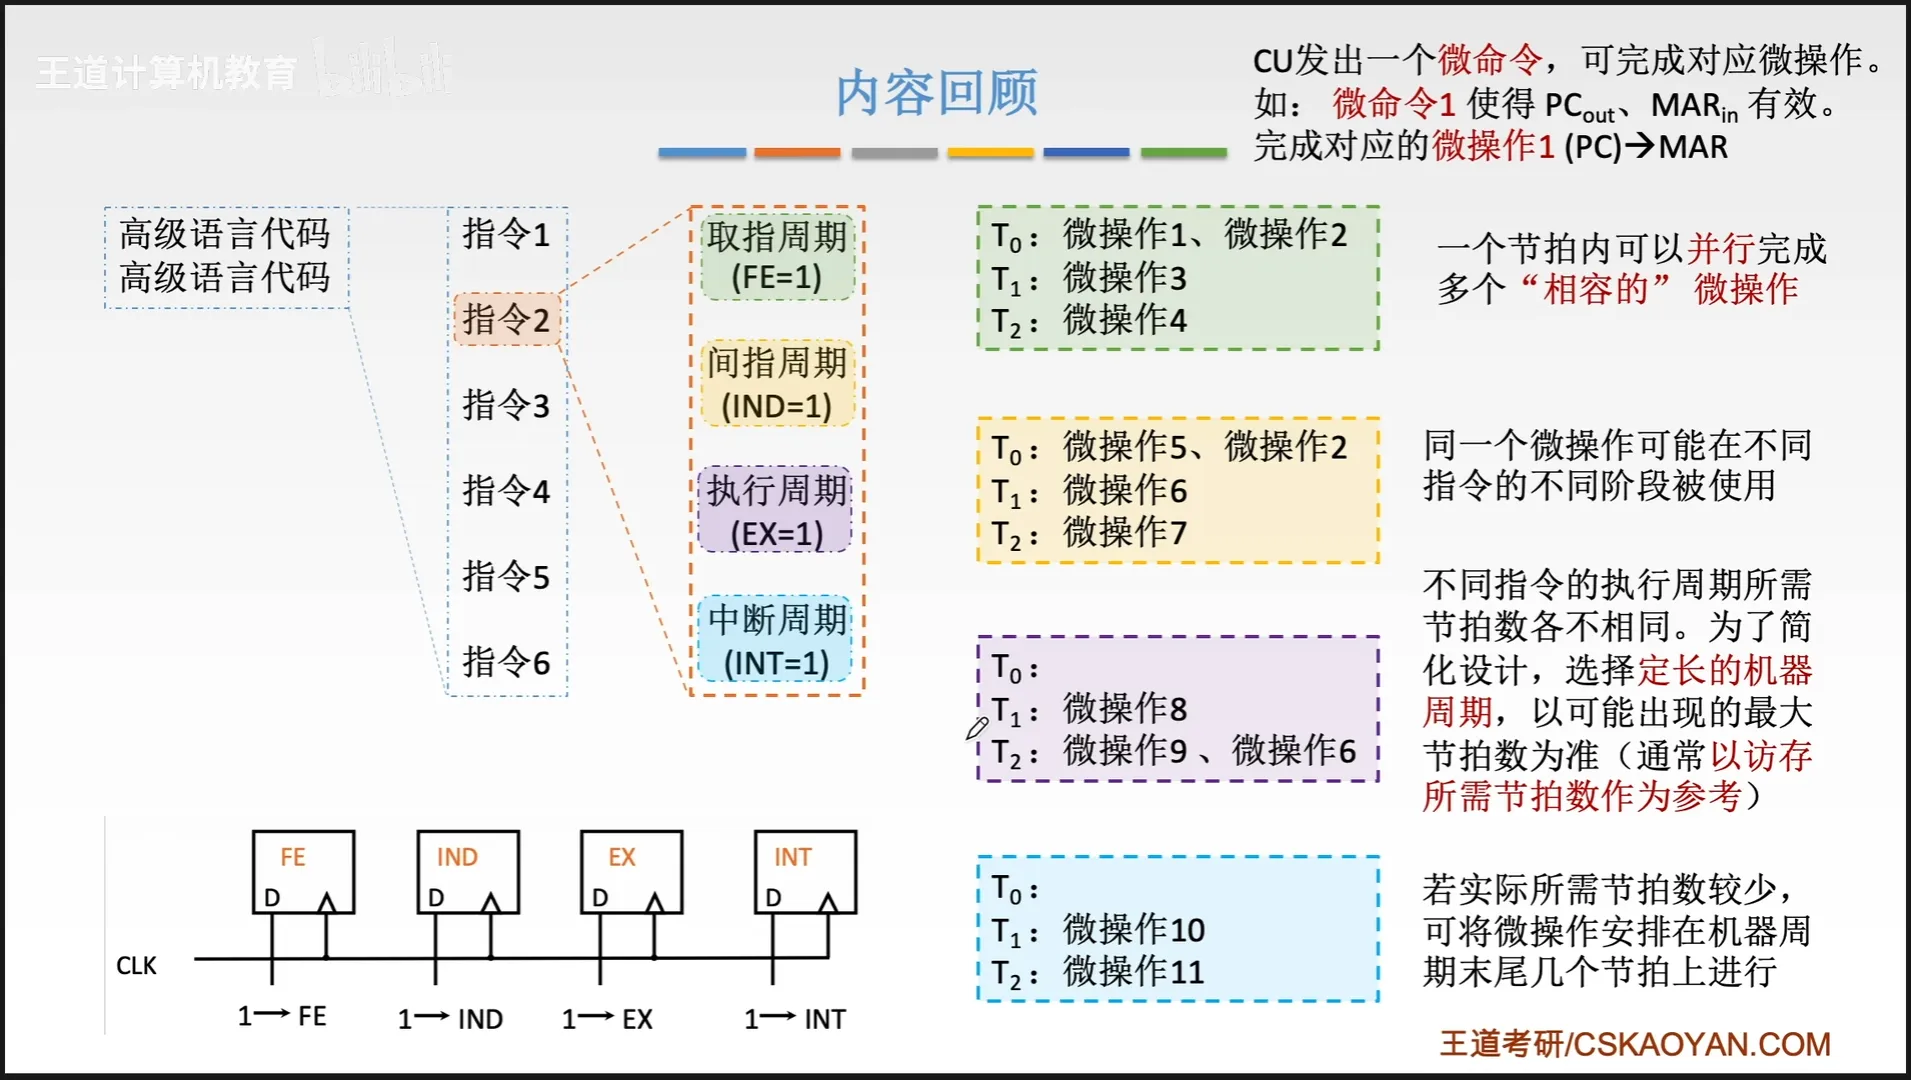 王道计算机教育 bilibili
内容回顾
CU发出一个微命令，可完成对应微操作。
如： 微命令1 使得 PCout、MARin 有效。
完成对应的微操作1 (PC)→MAR
高级语言代码
高级语言代码
指令1
指令2
指令3
指令4
指令5
指令6
取指周期
(FE=1)
间指周期
(IND=1)
执行周期
(EX=1)
中断周期
(INT=1)
T0： 微操作1、微操作2
T1： 微操作3
T2： 微操作4
一个节拍内可以并行完成
多个“相容的” 微操作
T0： 微操作5、微操作2
T1： 微操作6
T2： 微操作7
同一个微操作可能在不同
指令的不同阶段被使用
T0：
T1： 微操作8
T2： 微操作9 、微操作6
不同指令的执行周期所需
节拍数各不相同。为了简
化设计，选择定长的机器
周期，以可能出现的最大
节拍数为准（通常以访存
所需节拍数作为参考）
T0：
T1： 微操作10
T2： 微操作11
若实际所需节拍数较少，
可将微操作安排在机器周
期末尾几个节拍上进行
FE IND EX INT
D D D D
CLK
1→ FE 1→ IND 1→ EX 1→ INT
王道考研/CSKAOYAN.COM